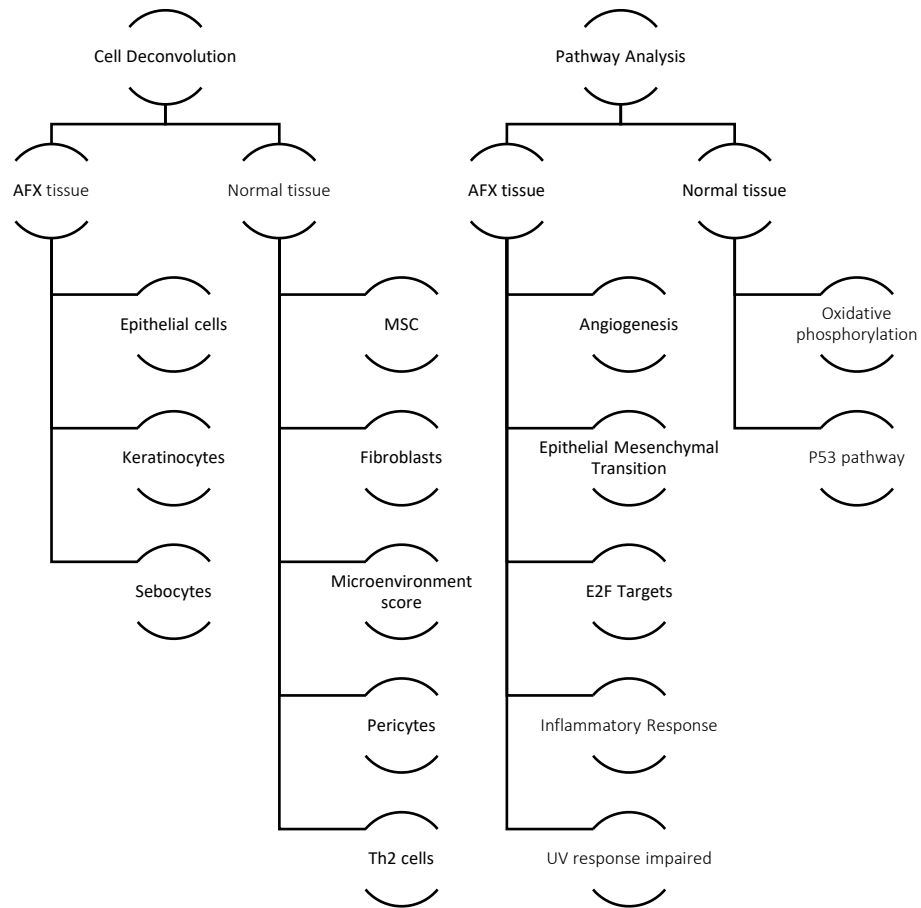 Cell Deconvolution
Pathway Analysis
AFX tissue
Normal tissue
AFX tissue
Normal tissue
Epithelial cells
MSC
Angiogenesis
Oxidative
phosphorylation
Keratinocytes
Fibroblasts
Epithelial Mesenchymal
Transition
P53 pathway
Sebocytes
Microenvironment
score
E2F Targets
Pericytes
Inflammatory Response
Th2 cells
UV response impaired